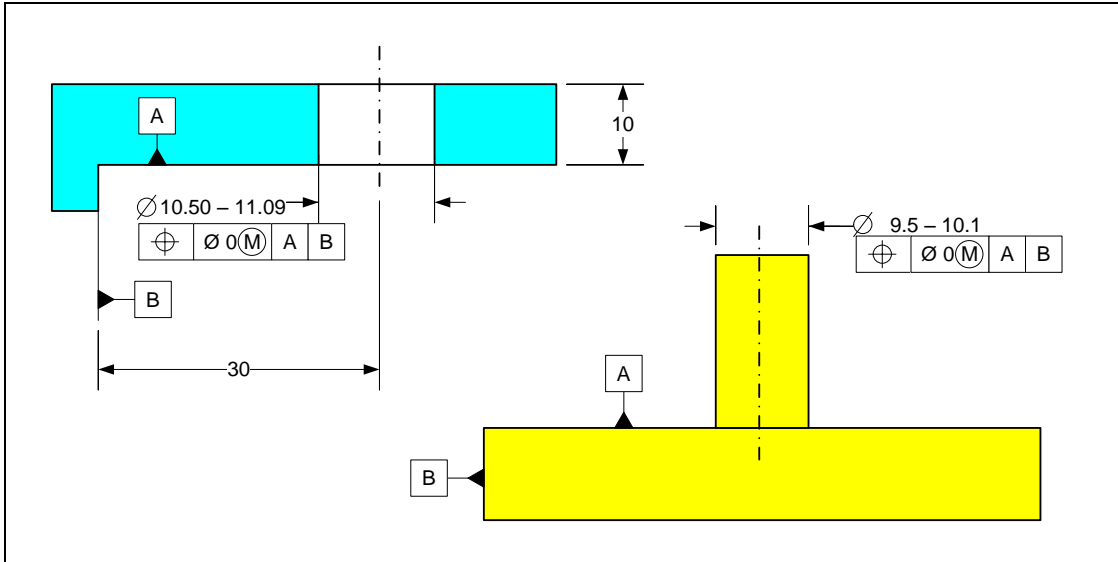 A
10
⌀ 10.50 – 11.09
⌖ Ø 0Ⓜ A B
B
30
⌀ 9.5 – 10.1
⌖ Ø 0Ⓜ A B
A
B